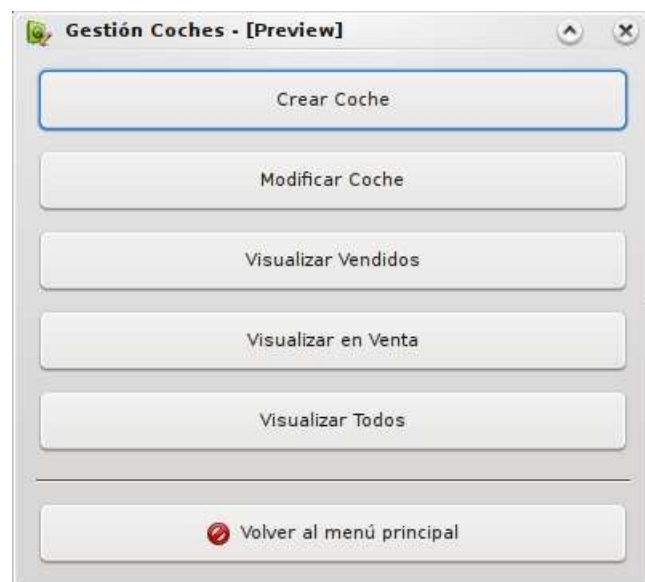 Gestión Coches - [Preview]
Crear Coche
Modificar Coche
Visualizar Vendidos
Visualizar en Venta
Visualizar Todos
Volver al menú principal